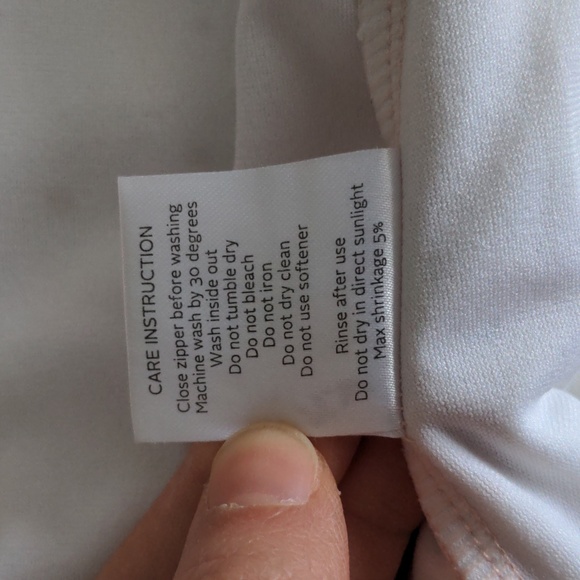 CARE INSTRUCTION
Close zipper before washing
Machine wash by 30 degrees
Wash inside out
Do not tumble dry
Do not bleach
Do not iron
Do not dry clean
Do not use softener
Rinse after use
Do not dry in direct sunlight
Max shrinkage 5%